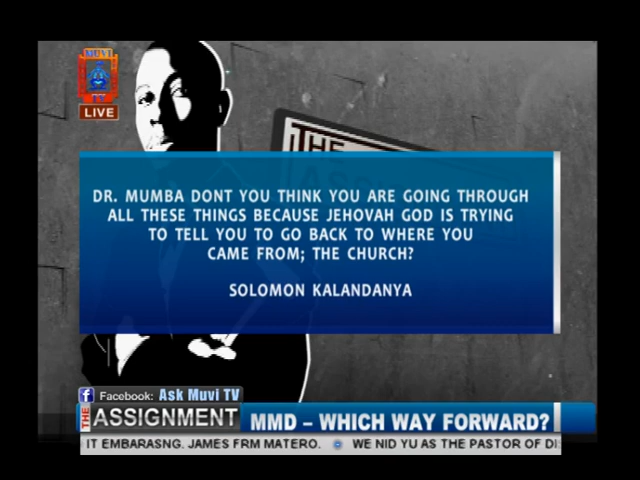 MUVI
TV
LIVE
THE
DR. MUMBA DONT YOU THINK YOU ARE GOING THROUGH
ALL THESE THINGS BECAUSE JEHOVAH GOD IS TRYING
TO TELL YOU TO GO BACK TO WHERE YOU
CAME FROM; THE CHURCH?
SOLOMON KALANDANYA
Facebook: Ask Muvi TV
THE ASSIGNMENT
MMD – WHICH WAY FORWARD?
IT EMBARASNG. JAMES FRM MATERO. WE NID YU AS THE PASTOR OF